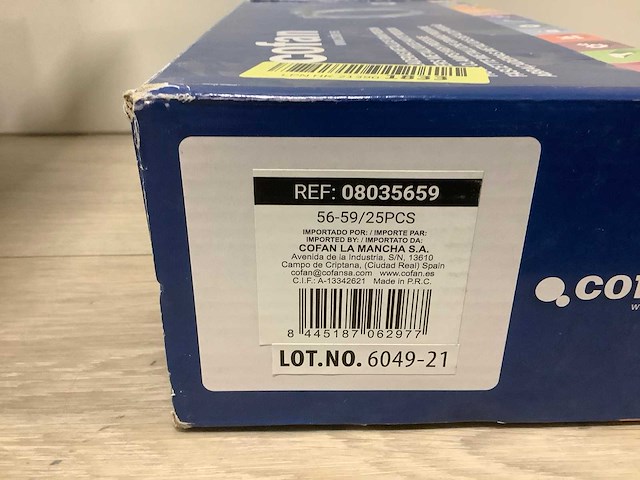 cofan
REF: 08035659
56-59/25PCS
IMPORTADO POR: / IMPORTE PAR:
IMPORTED BY: / IMPORTATO DA:
COFAN LA MANCHA S.A.
Avenida de la Industria, S/N, 13610
Campo de Criptana, (Ciudad Real) Spain
cofan@cofansa.com www.cofan.es
C.I.F.: A-13342621 Made in P.R.C.
8 445187 062977
LOT.NO. 6049-21